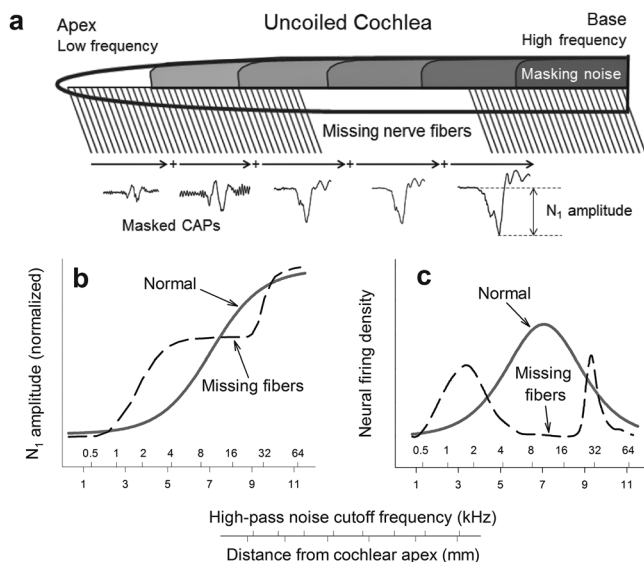 a
Uncoiled Cochlea
Apex
Low frequency
Base
High frequency
Masking noise
Missing nerve fibers
+ + + +
Masked CAPs
N₁ amplitude
b
N₁ amplitude (normalized)
Normal
Missing fibers
0.5 1 2 4 8 16 32 64
1 3 5 7 9 11
c
Neural firing density
Normal
Missing
fibers
0.5 1 2 4 8 16 32 64
1 3 5 7 9 11
High-pass noise cutoff frequency (kHz)
Distance from cochlear apex (mm)